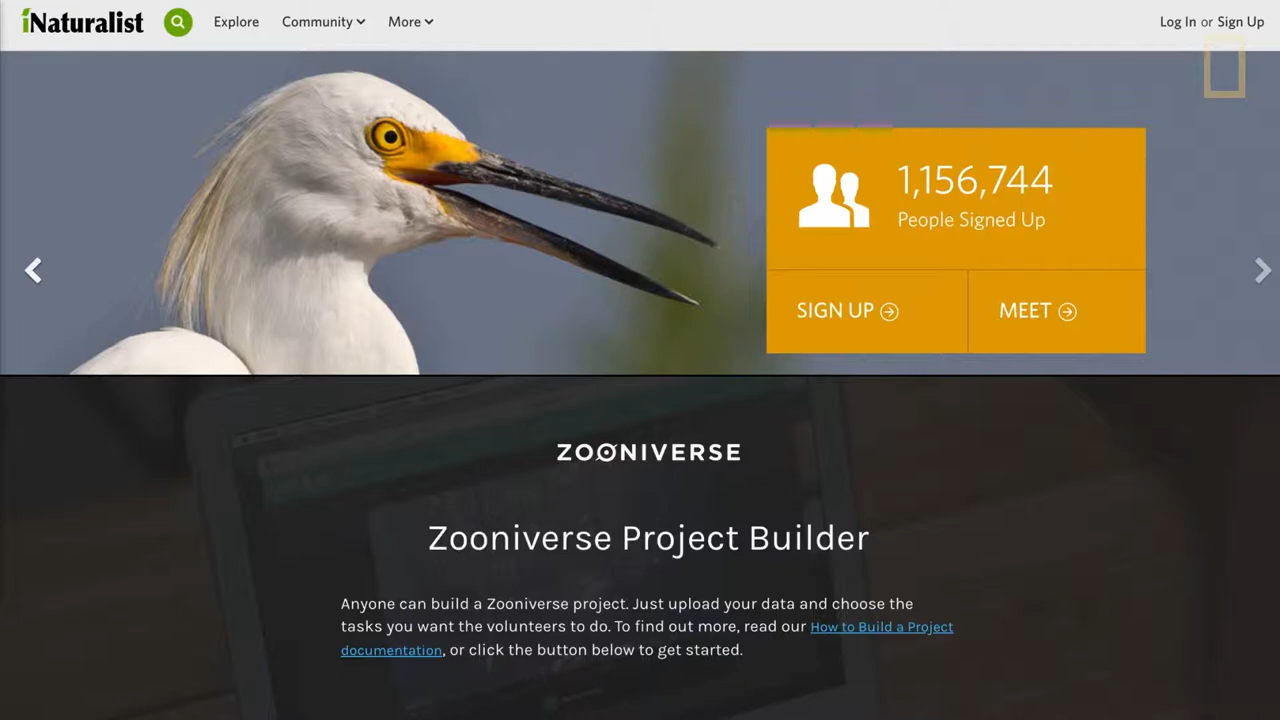 iNaturalist
Explore
Community
More
Log In or Sign Up
1,156,744
People Signed Up
SIGN UP
MEET
ZOONIVERSE
Zooniverse Project Builder
Anyone can build a Zooniverse project. Just upload your data and choose the
tasks you want the volunteers to do. To find out more, read our How to Build a Project
documentation, or click the button below to get started.